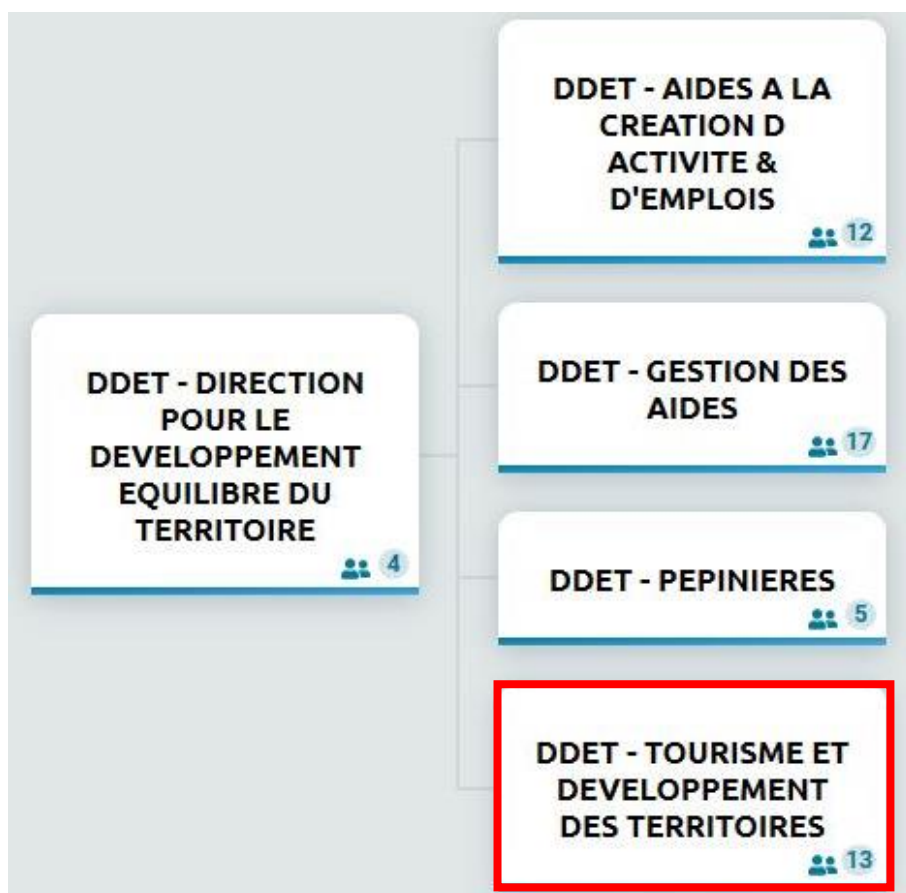 DDET - AIDES A LA
CREATION D
ACTIVITE &
D'EMPLOIS
12
DDET - GESTION DES
AIDES
17
DDET - DIRECTION
POUR LE
DEVELOPPEMENT
EQUILIBRE DU
TERRITOIRE
4
DDET - PEPINIERES
5
DDET - TOURISME ET
DEVELOPPEMENT
DES TERRITOIRES
13